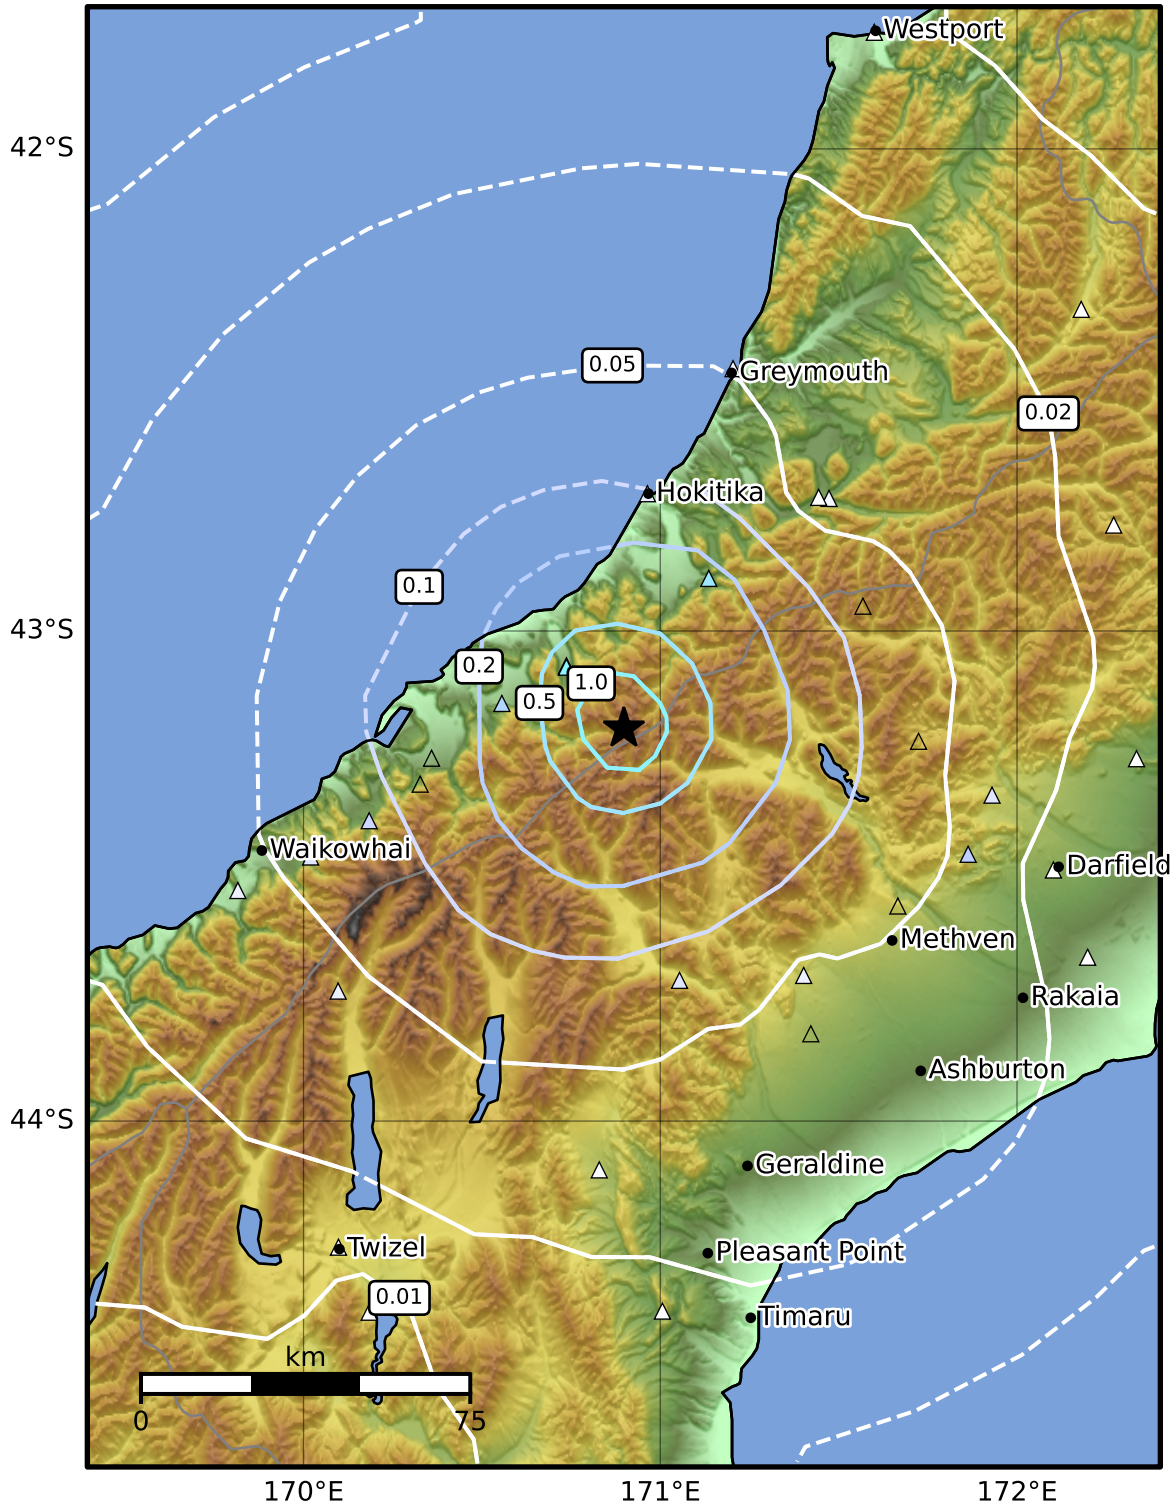 Westport
42°S
0.05
Greymouth
0.02
Hokitika
0.1
43°S
0.2
1.0
0.5
Waikowhai
Darfield
Methven
Rakaia
Ashburton
44°S
Geraldine
Twizel
Pleasant Point
0.01
Timaru
km
0
75
170°E
171°E
172°E